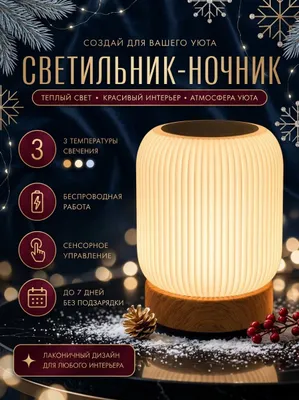 СОЗДАЙ ДЛЯ ВАШЕГО УЮТА
СВЕТИЛЬНИК-НОЧНИК
ТЕПЛЫЙ СВЕТ • КРАСИВЫЙ ИНТЕРЬЕР • АТМОСФЕРА УЮТА
3
3 ТЕМПЕРАТУРЫ
СВЕЧЕНИЯ
БЕСПРОВОДНАЯ
РАБОТА
СЕНСОРНОЕ
УПРАВЛЕНИЕ
ДО 7 ДНЕЙ
БЕЗ ПОДЗАРЯДКИ
ЛАКОНИЧНЫЙ ДИЗАЙН
ДЛЯ ЛЮБОГО ИНТЕРЬЕРА